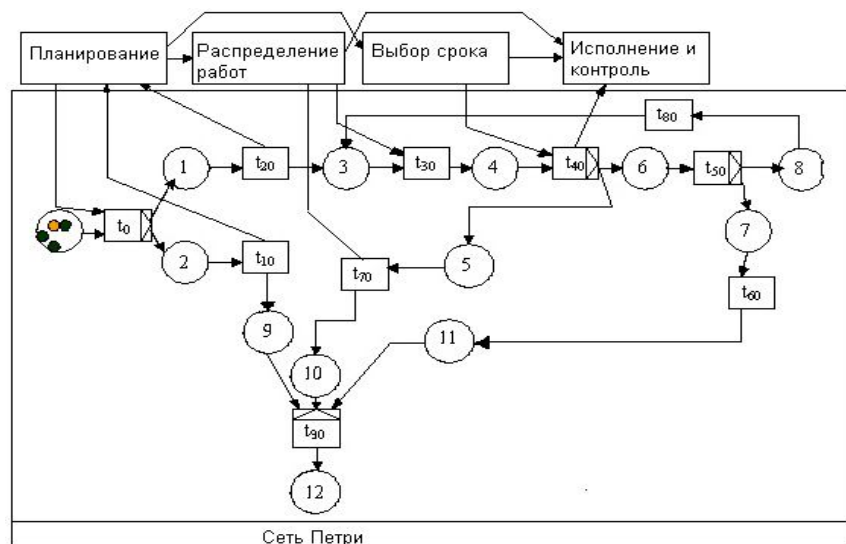 Планирование
Распределение
работ
Выбор срока
Исполнение и
контроль
t80
1
t20
3
t30
4
t40
6
t50
8
t0
2
t10
t70
5
7
t60
9
10
11
t90
12
Сеть Петри